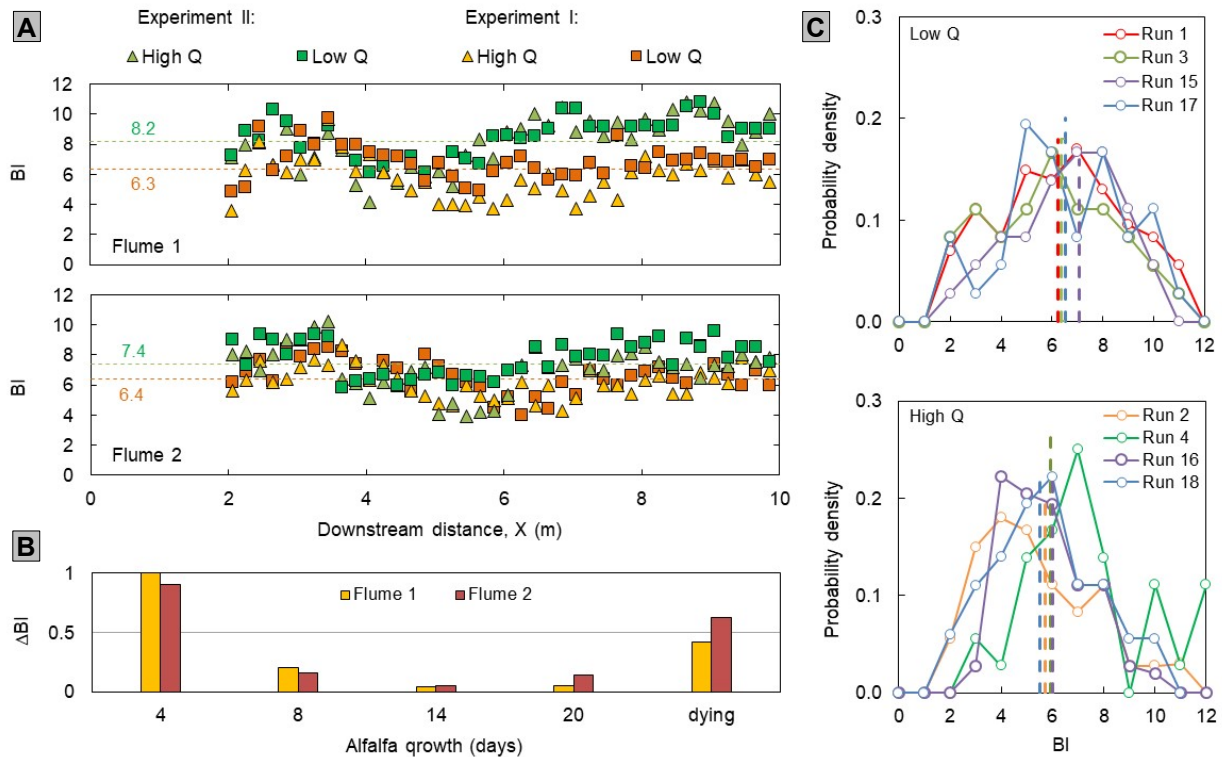 A
Experiment II:
Experiment I:
High Q
Low Q
High Q
Low Q
12
10
8
6
4
2
0
BI
8.2
6.3
Flume 1
12
10
8
6
4
2
0
BI
7.4
6.4
Flume 2
0
2
4
6
8
10
Downstream distance, X (m)
B
1
0.5
0
ΔBI
Flume 1
Flume 2
4
8
14
20
dying
Alfalfa qrowth (days)
C
0.3
0.2
0.1
0.0
Probability density
Low Q
Run 1
Run 3
Run 15
Run 17
0
2
4
6
8
10
12
0.3
0.2
0.1
0.0
Probability density
High Q
Run 2
Run 4
Run 16
Run 18
0
2
4
6
8
10
12
BI